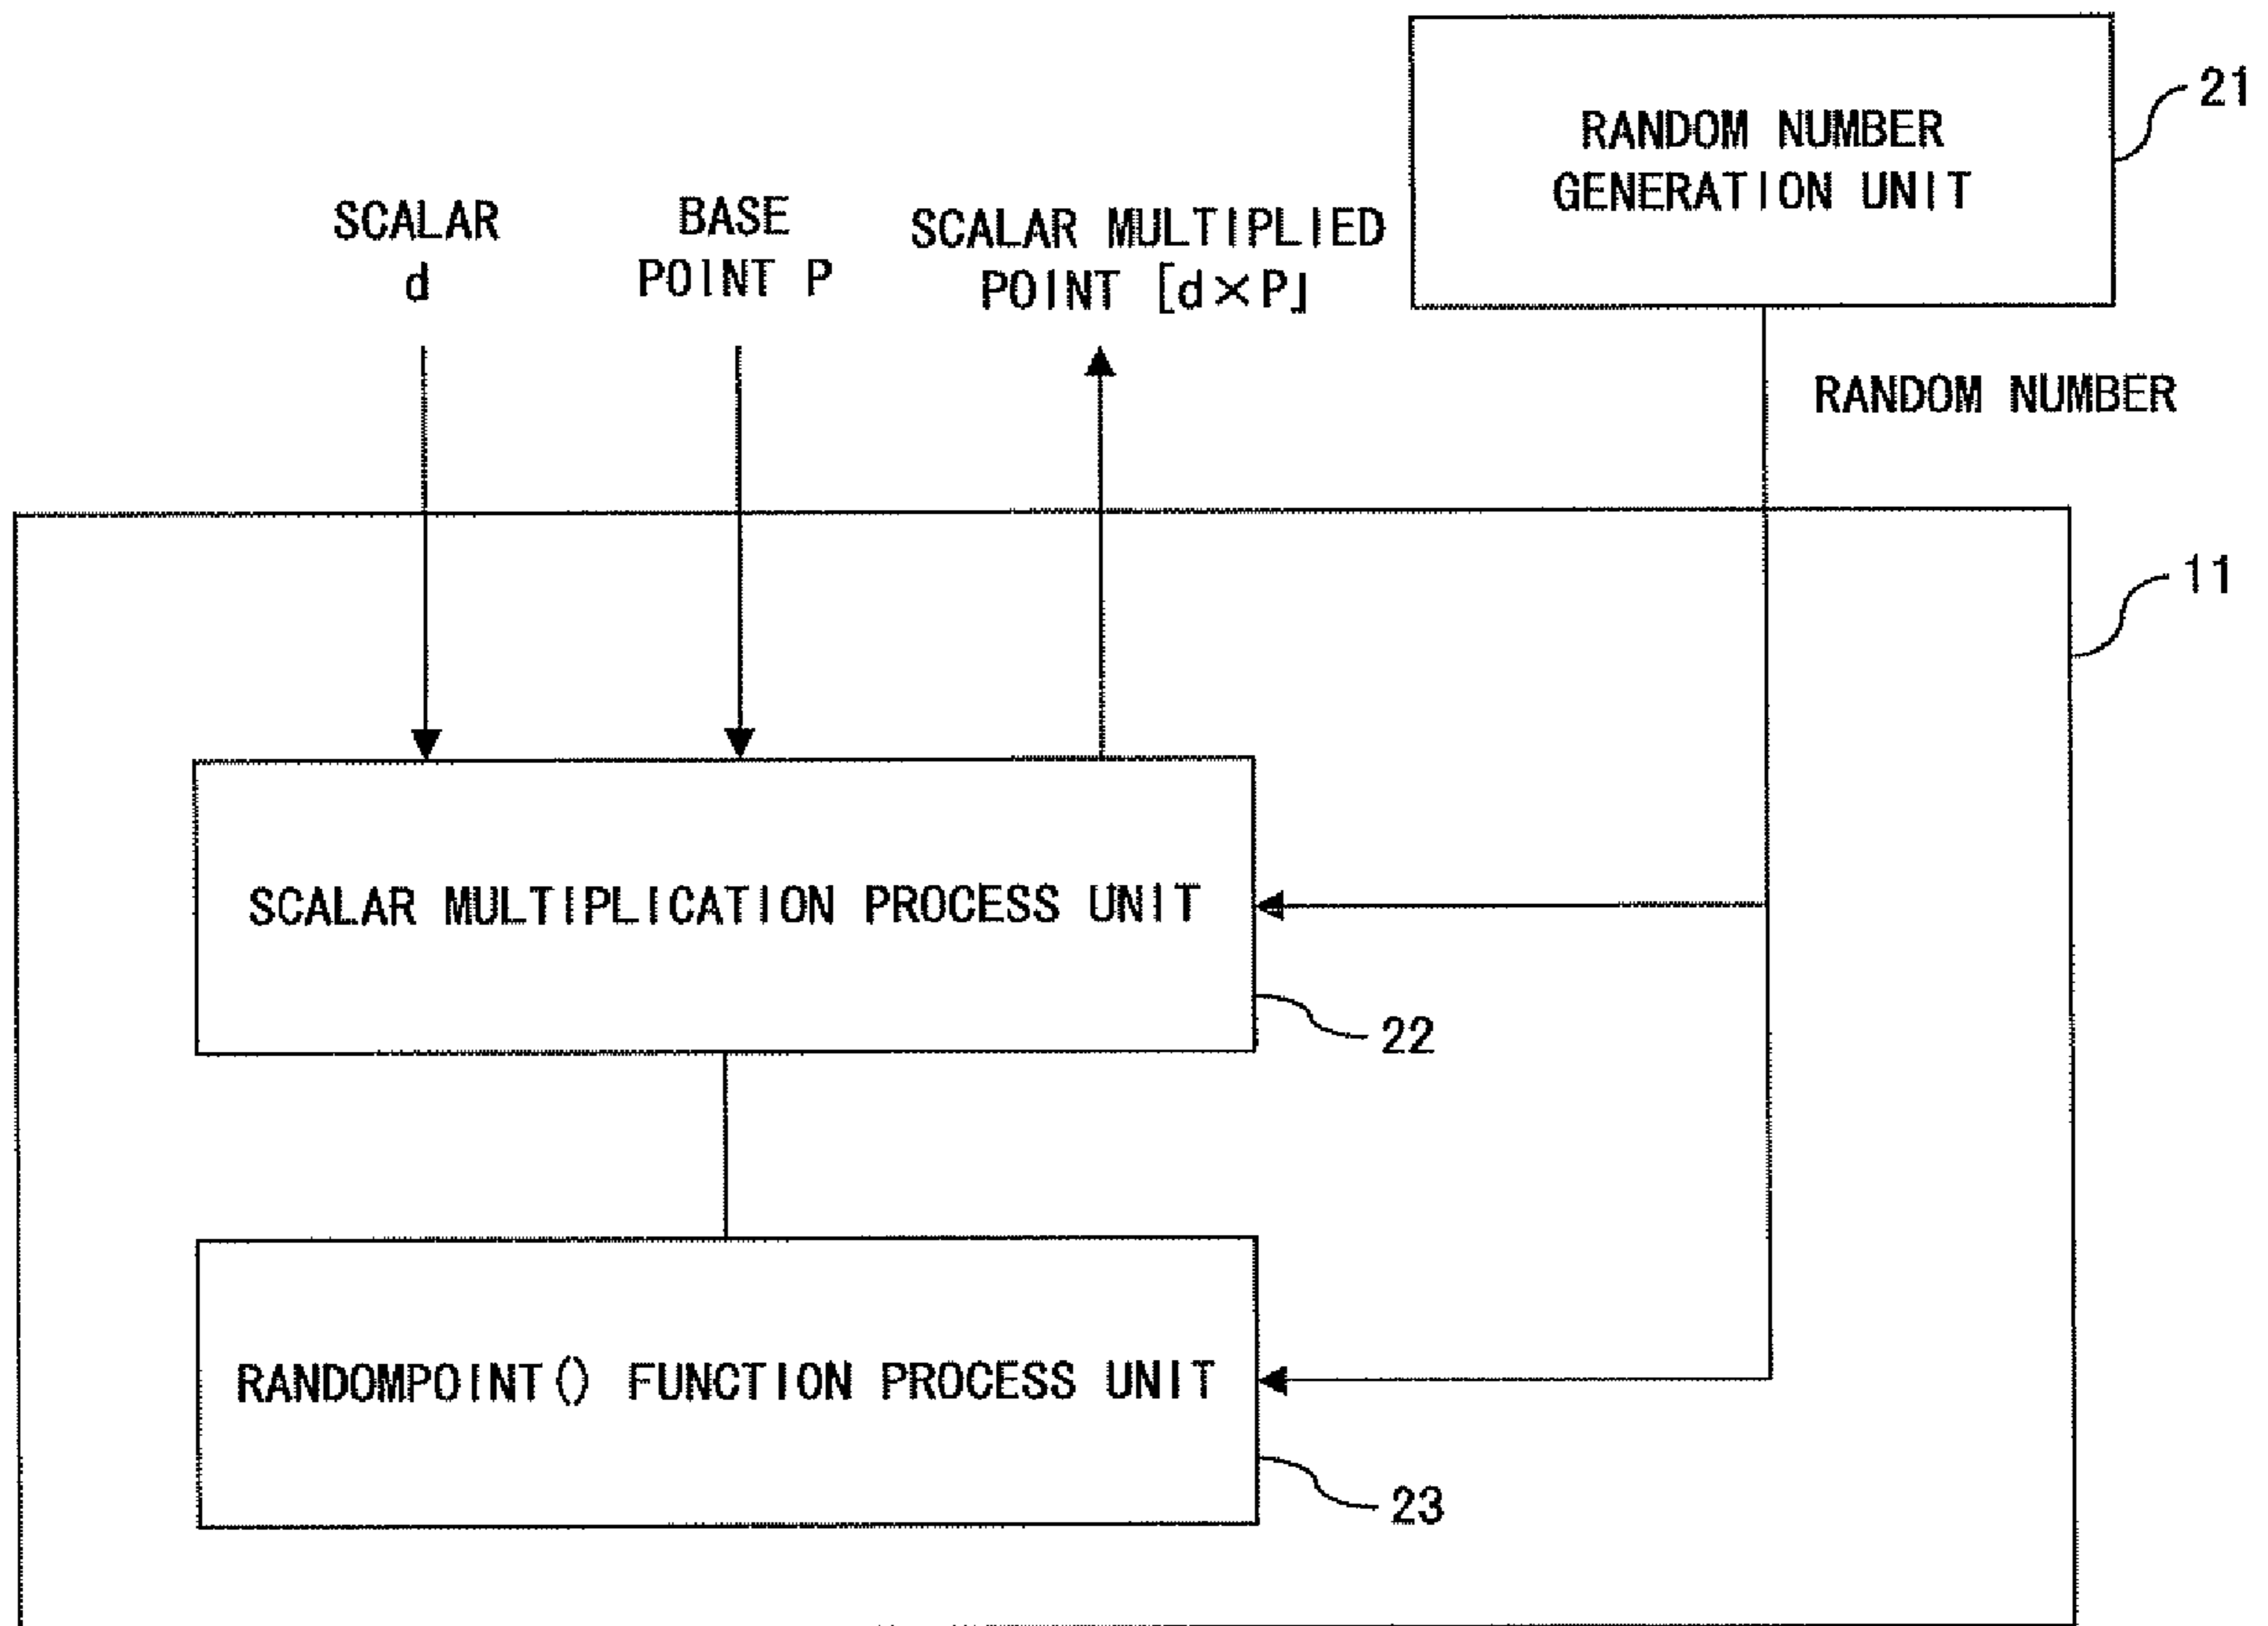 RANDOM NUMBER
GENERATION UNIT
21
SCALAR
d
BASE
POINT P
SCALAR MULTIPLIED
POINT [d×P」
RANDOM NUMBER
11
SCALAR MULTIPLICATION PROCESS UNIT
22
RANDOMPOINT() FUNCTION PROCESS UNIT
23